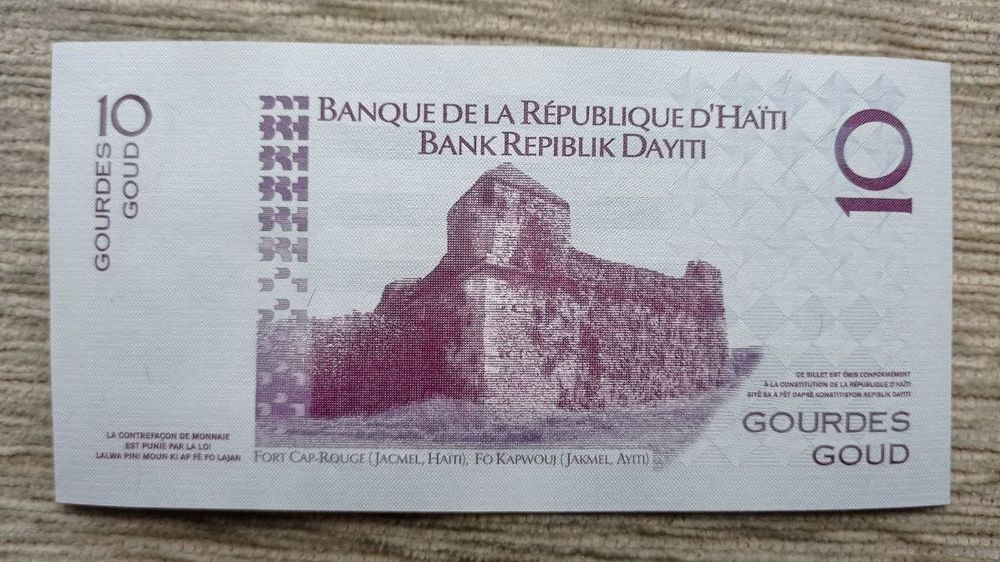 10
GOURDES
GOUD
BANQUE DE LA RÉPUBLIQUE D'HAÏTI
BANK REPIBLIK DAYITI
10
CE BILLET EST ÉMIS CONFORMÉMENT
À LA CONSTITUTION DE LA RÉPUBLIQUE D'HAÏTI
BIYÈ SA A FÈT DAPRÈ KONSTITISYON REPIBLIK DAYITI
GOURDES
GOUD
LA CONTREFAÇON DE MONNAIE
EST PUNIE PAR LA LOI
LALWA PINI MOUN KI AP FÈ FO LAJAN
FORT CAP-ROUGE (JACMEL, HAÏTI), FÒ KAPWOUJ (JAKMEL, AYITI)